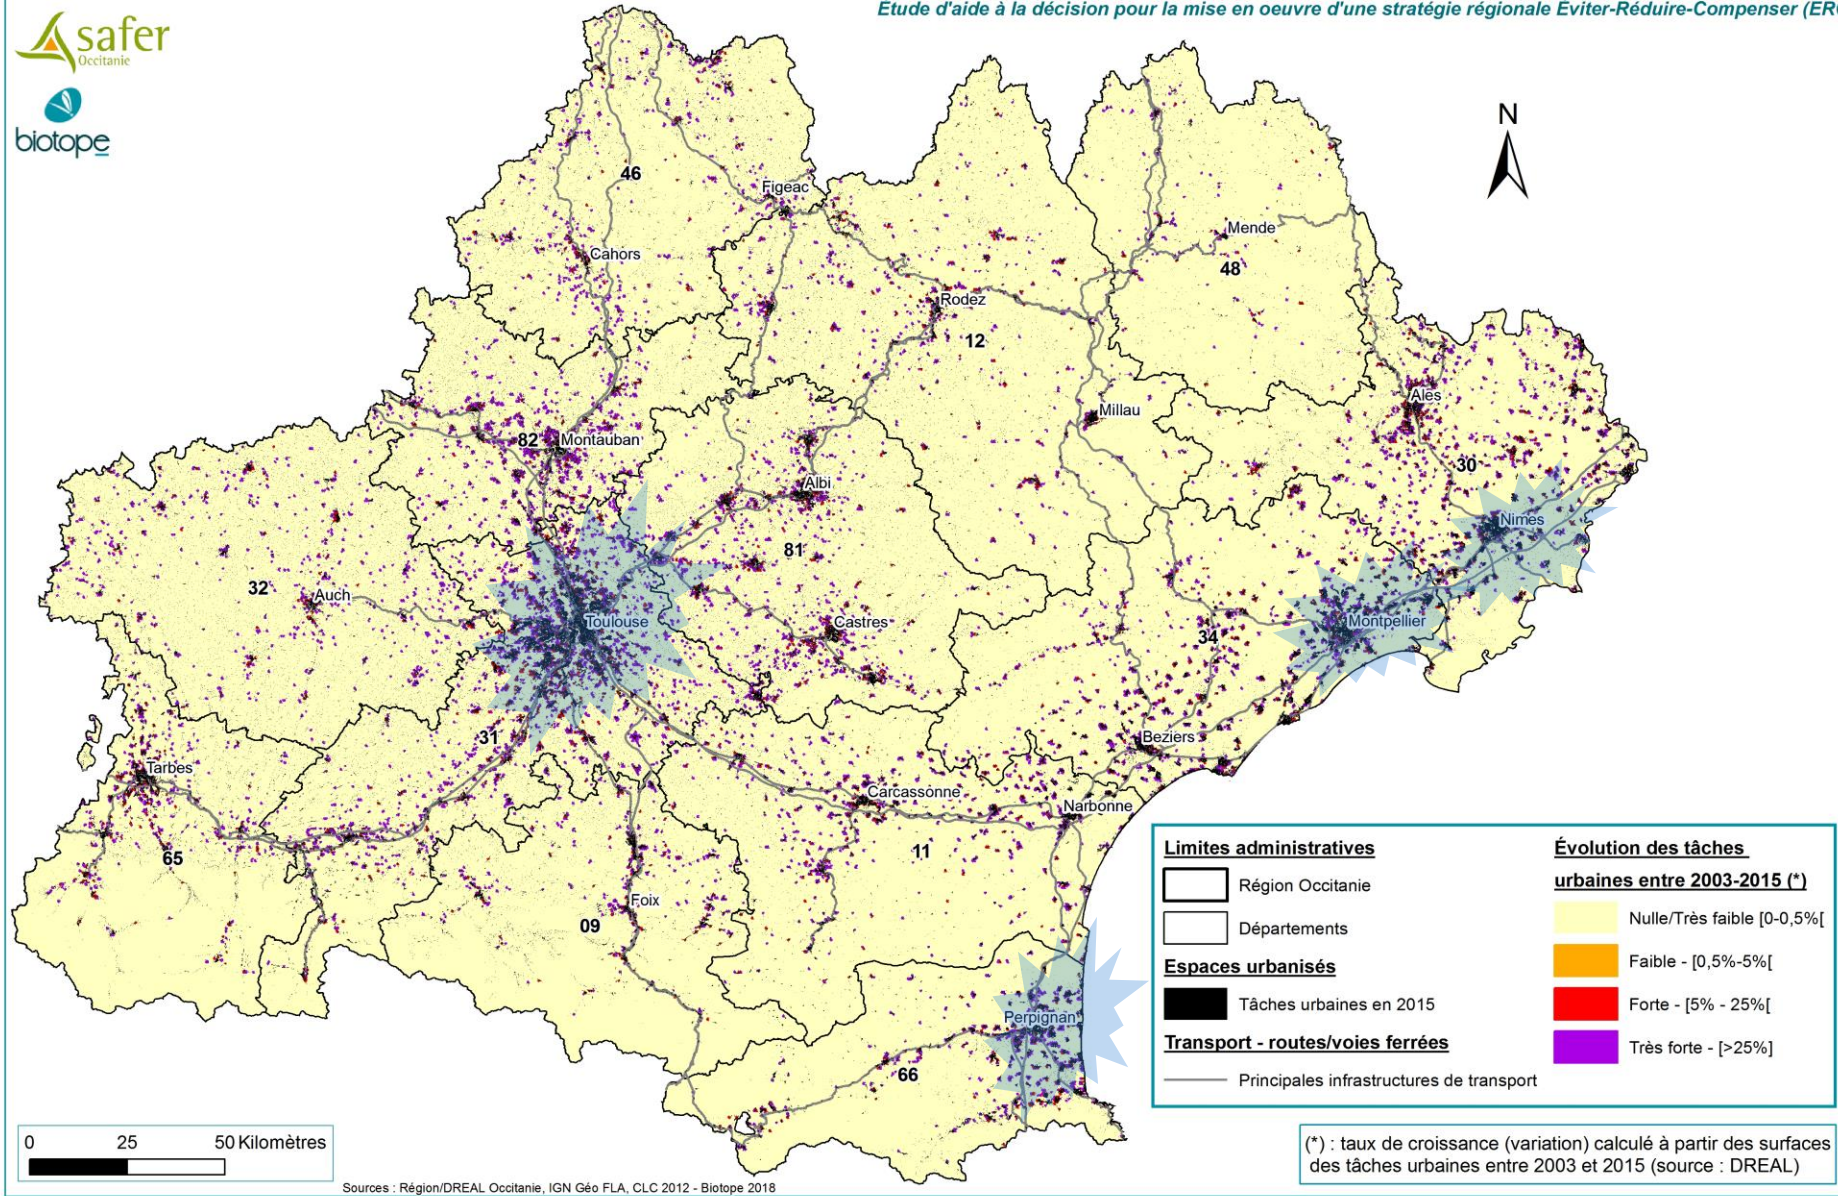 Etude d'aide à la décision pour la mise en oeuvre d'une stratégie régionale Éviter-Réduire-Compenser (ERC
safer
Occitanie
biotope
N
46
Figeac
Cahors
Mende
48
Rodez
12
Millau
Ales
30
82
Montauban
Albi
81
Nimes
32
Auch
Toulouse
Castres
34
Montpellier
31
Beziers
Tarbes
Carcassonne
Narbonne
65
11
Foix
09
Perpignan
66
Limites administratives
Région Occitanie
Départements
Espaces urbanisés
Tâches urbaines en 2015
Transport - routes/voies ferrées
Principales infrastructures de transport
Évolution des tâches
urbaines entre 2003-2015 (*)
Nulle/Très faible [0-0,5%[
Faible - [0,5%-5%[
Forte - [5% - 25%[
Très forte - [>25%]
0 25 50 Kilomètres
Sources : Région/DREAL Occitanie, IGN Géo FLA, CLC 2012 - Biotope 2018
(*) : taux de croissance (variation) calculé à partir des surfaces
des tâches urbaines entre 2003 et 2015 (source : DREAL)